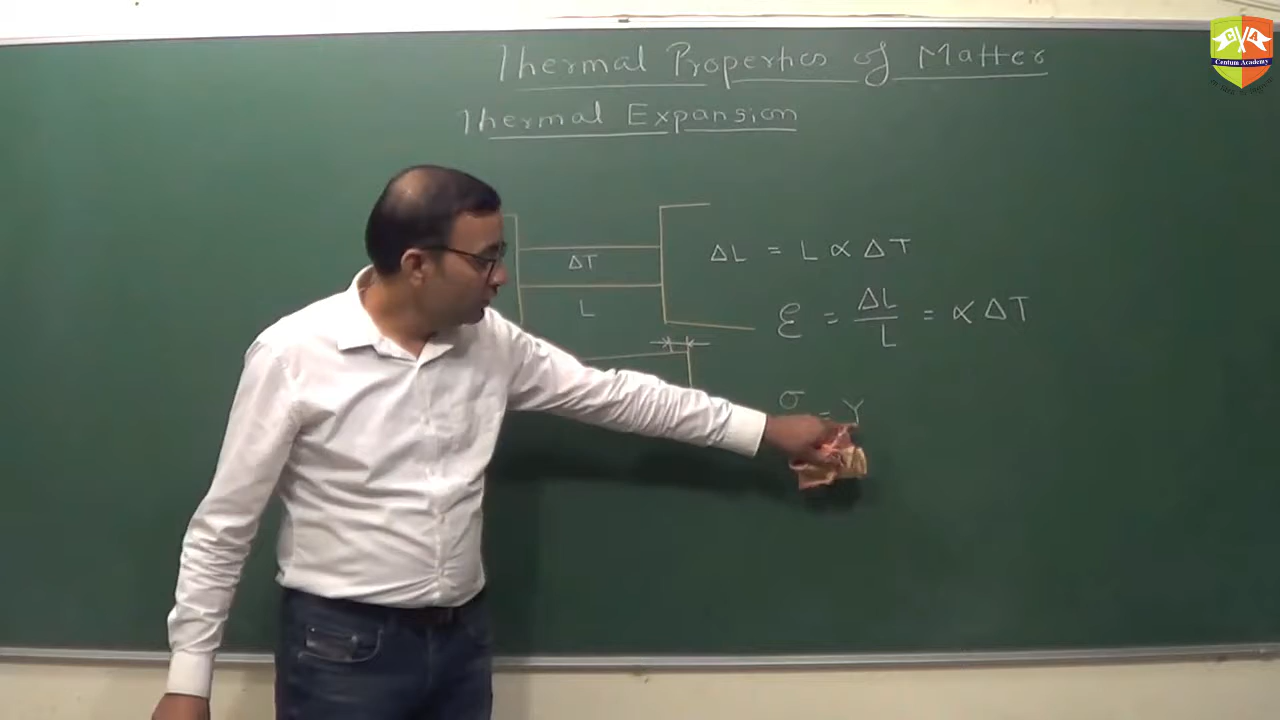 Thermal Properties of Matter
Thermal Expansion
ΔT
L
ΔL = L ∝ ΔT
ε = ΔL/L = ∝ ΔT
σ = Y
Centum Academy